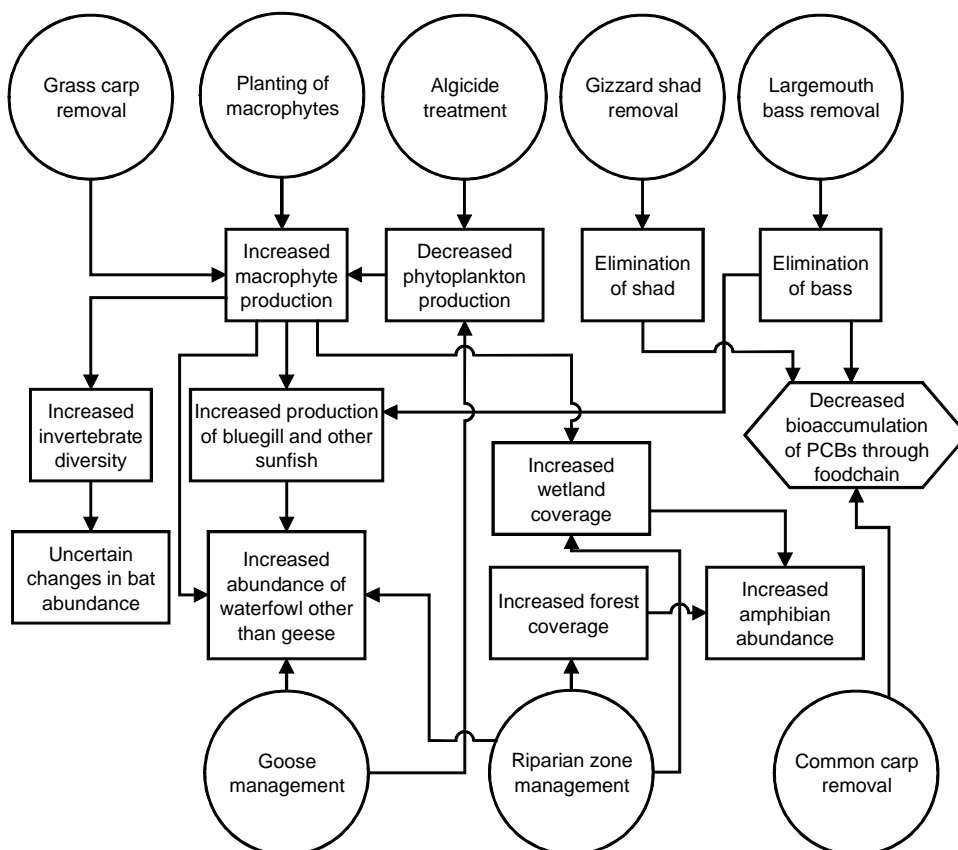 Grass carp
removal
Planting of
macrophytes
Algicide
treatment
Gizzard shad
removal
Largemouth
bass removal
Increased
macrophyte
production
Decreased
phytoplankton
production
Elimination
of shad
Elimination
of bass
Increased
invertebrate
diversity
Increased production
of bluegill and other
sunfish
Increased
wetland
coverage
Decreased
bioaccumulation
of PCBs through
foodchain
Uncertain
changes in bat
abundance
Increased
abundance of
waterfowl other
than geese
Increased forest
coverage
Increased
amphibian
abundance
Goose
management
Riparian zone
management
Common carp
removal